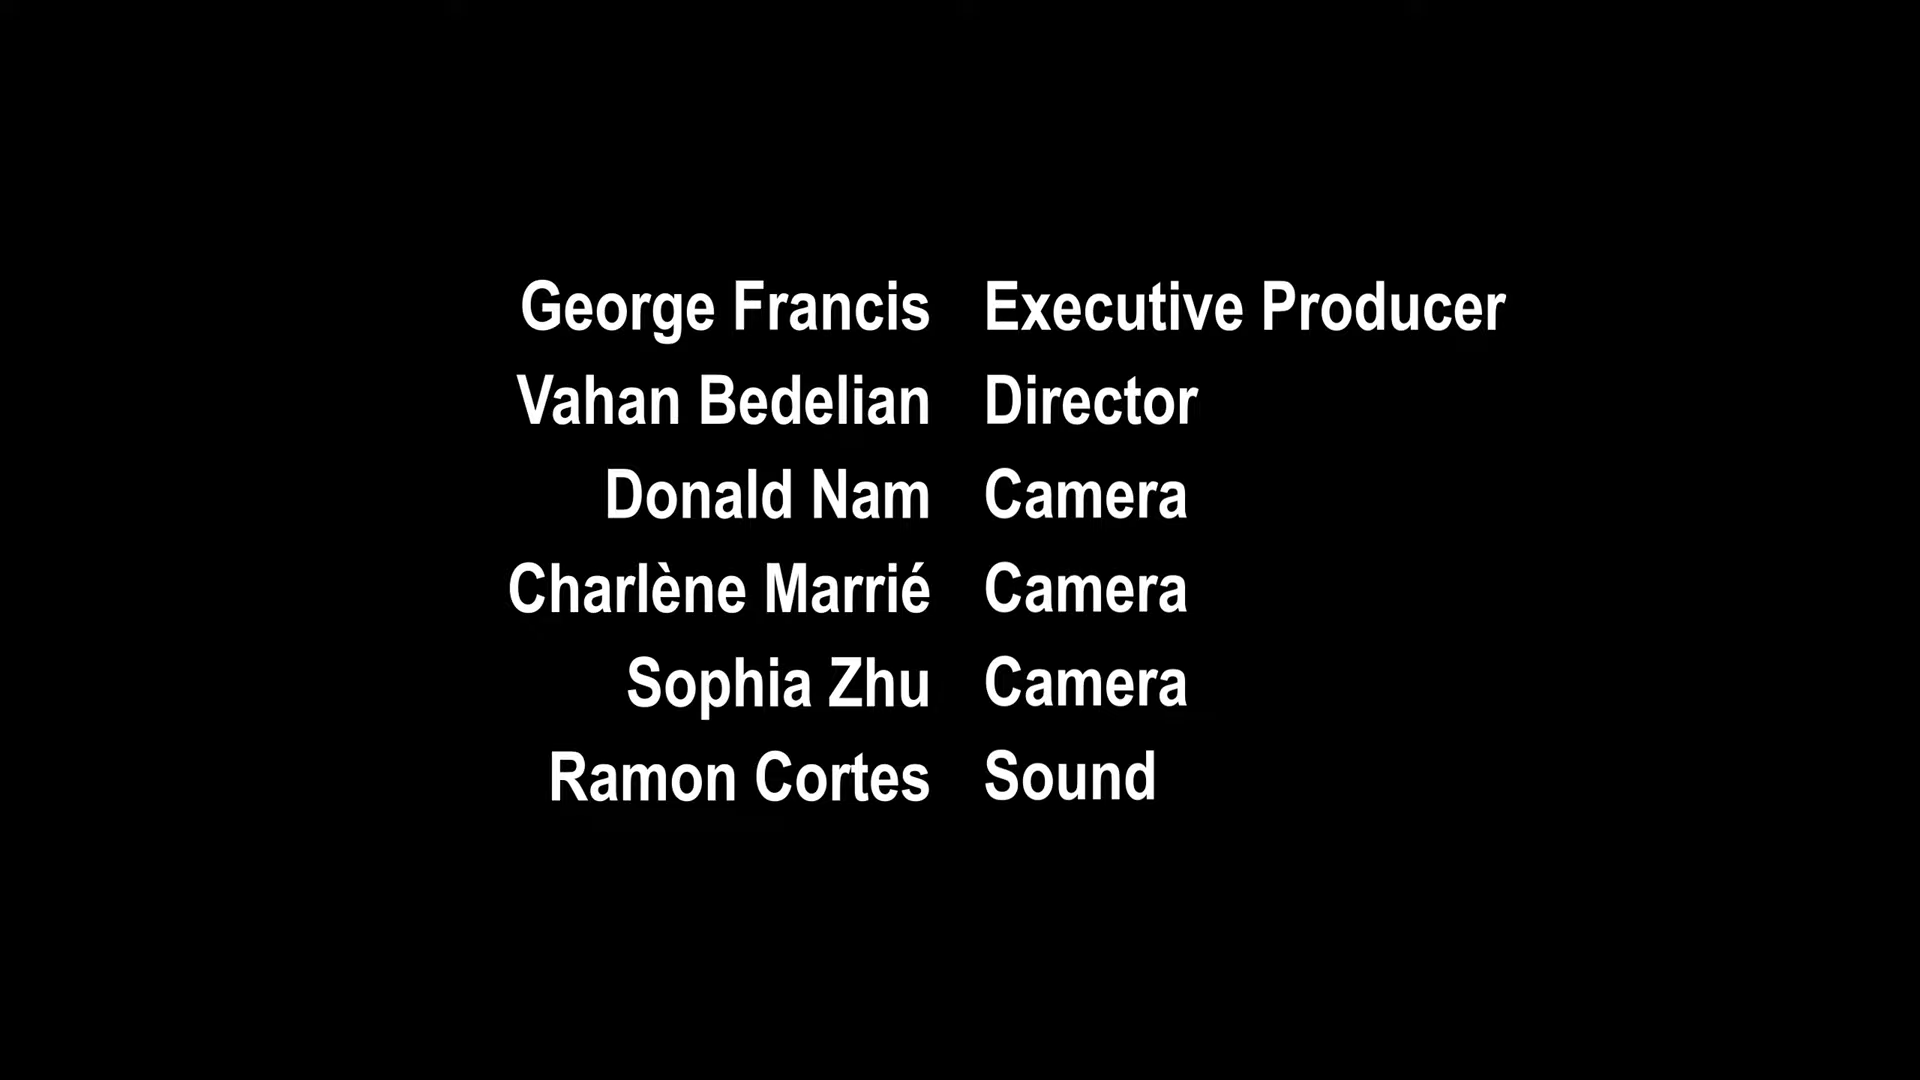 George Francis Executive Producer
Vahan Bedelian Director
Donald Nam Camera
Charlène Marrié Camera
Sophia Zhu Camera
Ramon Cortes Sound